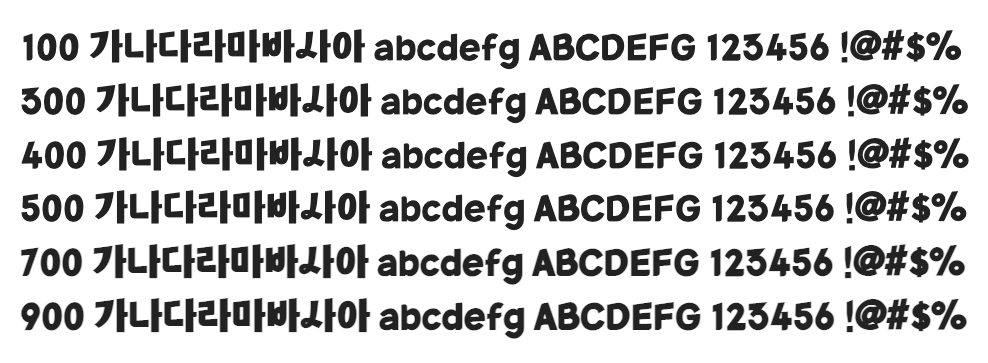 100 가나다라마바사아 abcdefg ABCDEFG 123456 !@#$%
300 가나다라마바사아 abcdefg ABCDEFG 123456 !@#$%
400 가나다라마바사아 abcdefg ABCDEFG 123456 !@#$%
500 가나다라마바사아 abcdefg ABCDEFG 123456 !@#$%
700 가나다라마바사아 abcdefg ABCDEFG 123456 !@#$%
900 가나다라마바사아 abcdefg ABCDEFG 123456 !@#$%